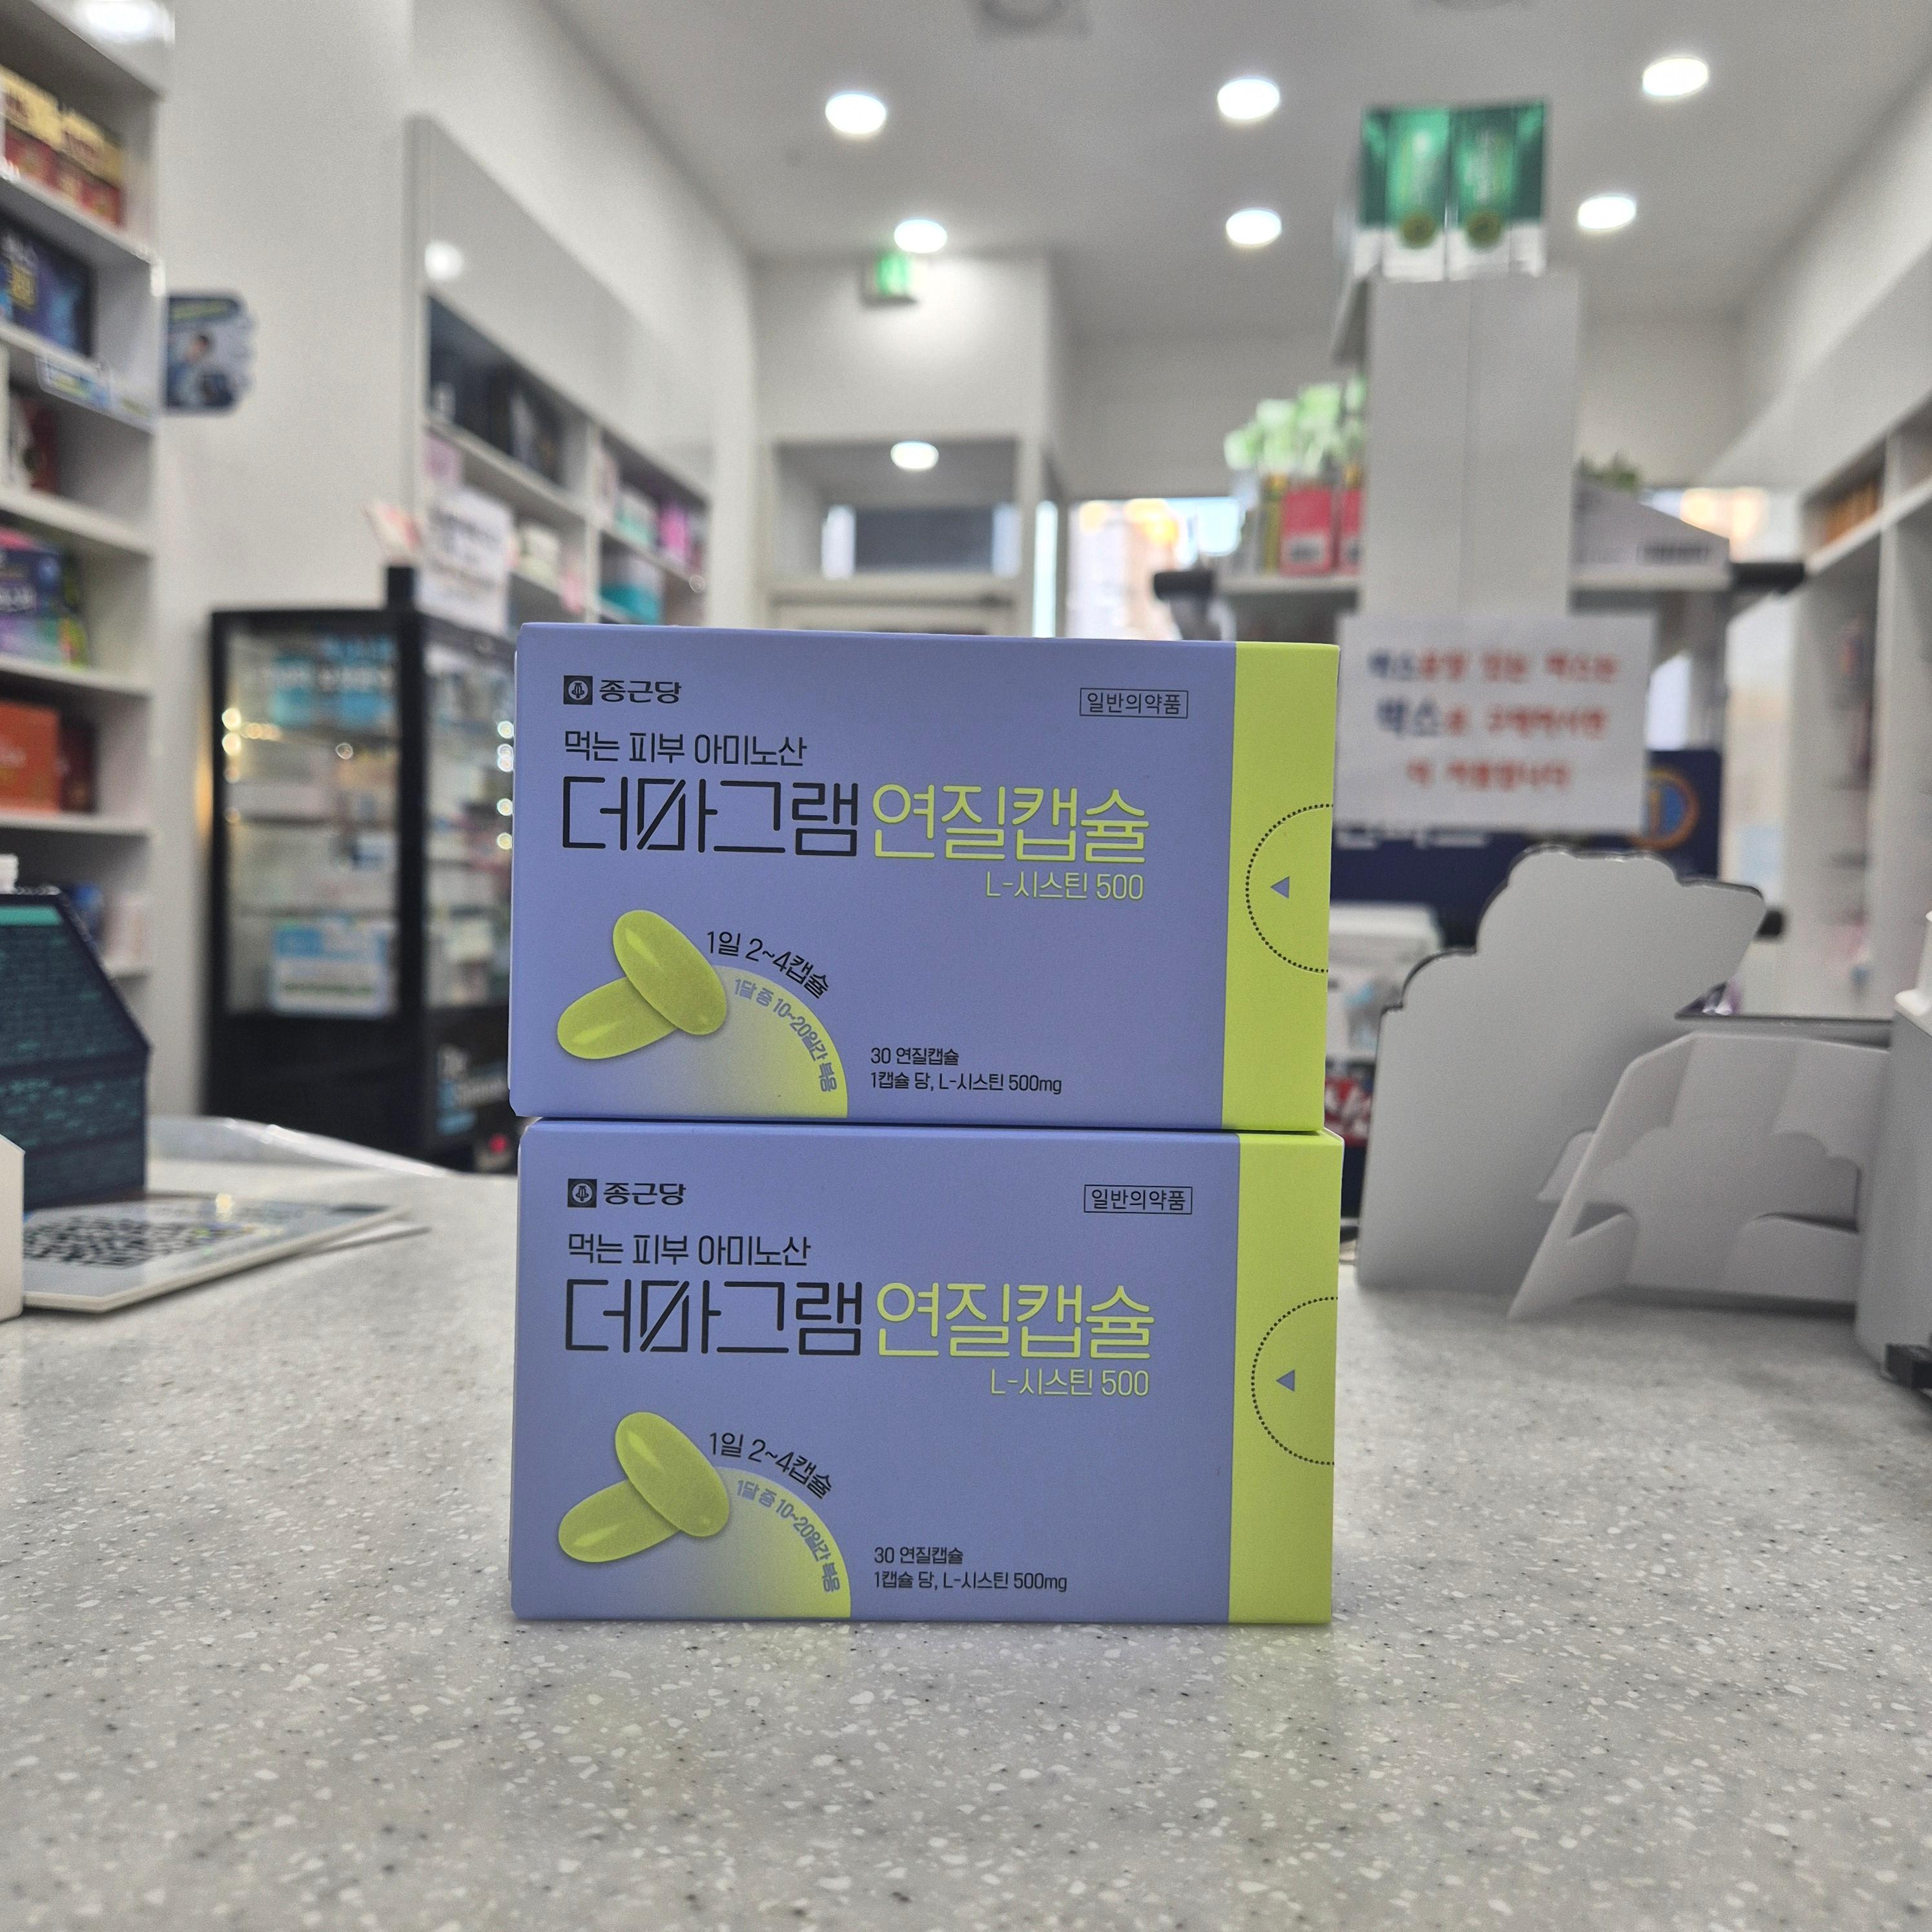 종근당
일반의약품
먹는 피부 아미노산
더마그램 연질캡슐
L-시스틴 500
1일 2~4캡슐
1달 중 10~20일간 복용
30 연질캡슐
1캡슐 당, L-시스틴 500mg
종근당
일반의약품
먹는 피부 아미노산
더마그램 연질캡슐
L-시스틴 500
1일 2~4캡슐
1달 중 10~20일간 복용
30 연질캡슐
1캡슐 당, L-시스틴 500mg